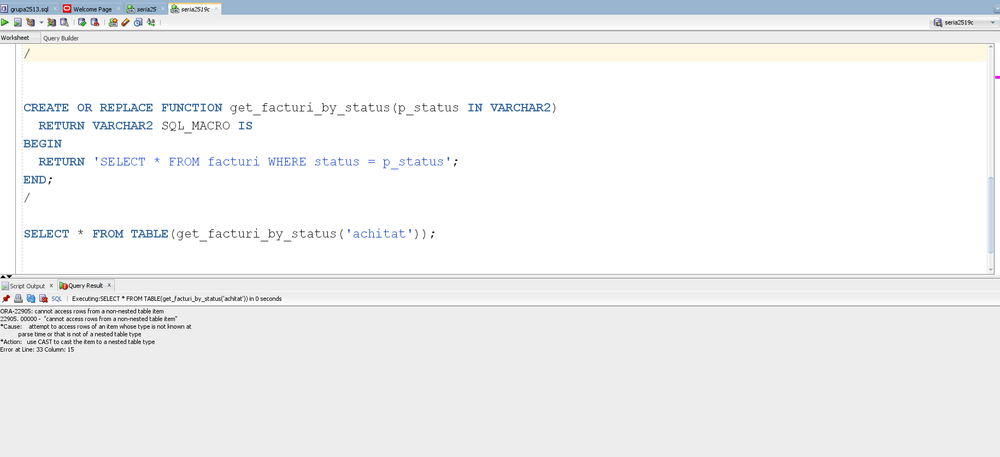 grupa2513.sql
Welcome Page
seria25
seria2519c
seria2519c
Worksheet
Query Builder
/
CREATE OR REPLACE FUNCTION get_facturi_by_status(p_status IN VARCHAR2)
RETURN VARCHAR2 SQL_MACRO IS
BEGIN
RETURN 'SELECT * FROM facturi WHERE status = p_status';
END;
/
SELECT * FROM TABLE(get_facturi_by_status('achitat'));
Script Output x
Query Result x
SQL | Executing:SELECT * FROM TABLE(get_facturi_by_status('achitat')) in 0 seconds
ORA-22905: cannot access rows from a non-nested table item
22905. 00000 - "cannot access rows from a non-nested table item"
*Cause: attempt to access rows of an item whose type is not known at
parse time or that is not of a nested table type
*Action: use CAST to cast the item to a nested table type
Error at Line: 33 Column: 15